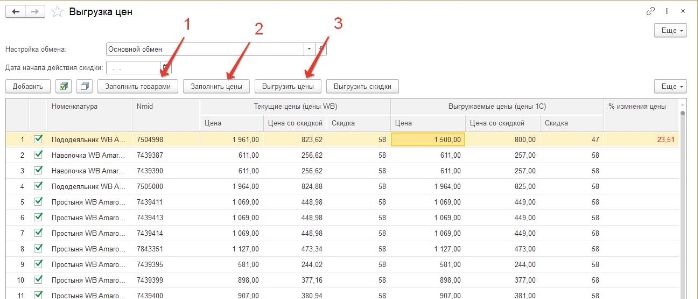 Выгрузка цен
Еще
1 2 3
Настройка обмена: Основной обмен
Дата начала действия скидки: . .
Добавить Заполнить товарами Заполнить цены Выгрузить цены Выгрузить скидки Еще
Номенклатура Nmid Текущие цены (цены WB) Выгружаемые цены (цены 1С) % измнения цены
Цена Цена со скидкой Скидка Цена Цена со скидкой Скидка
1 Пододеяльник WB A... 7504998 1 961,00 823,62 58 1 500,00 800,00 47 23,51
2 Наволочка WB Amar... 7439387 611,00 256,62 58 611,00 257,00 58
3 Наволочка WB Amar... 7439390 611,00 256,62 58 611,00 257,00 58
4 Пододеяльник WB A... 7505000 1 964,00 824,88 58 1 964,00 825,00 58
5 Простыня WB Amaro... 7439411 1 069,00 448,98 58 1 069,00 449,00 58
6 Простыня WB Amaro... 7439413 1 069,00 448,98 58 1 069,00 449,00 58
7 Простыня WB Amaro... 7439414 1 069,00 448,98 58 1 069,00 449,00 58
8 Простыня WB Amaro... 7843351 1 127,00 473,34 58 1 127,00 473,00 58
9 Простыня WB Amaro... 7439395 581,00 244,02 58 581,00 244,00 58
10 Простыня WB Amaro... 7439399 898,00 377,16 58 898,00 377,00 58
11 Простыня WB Amaro... 7439400 907,00 380,94 58 907,00 381,00 58